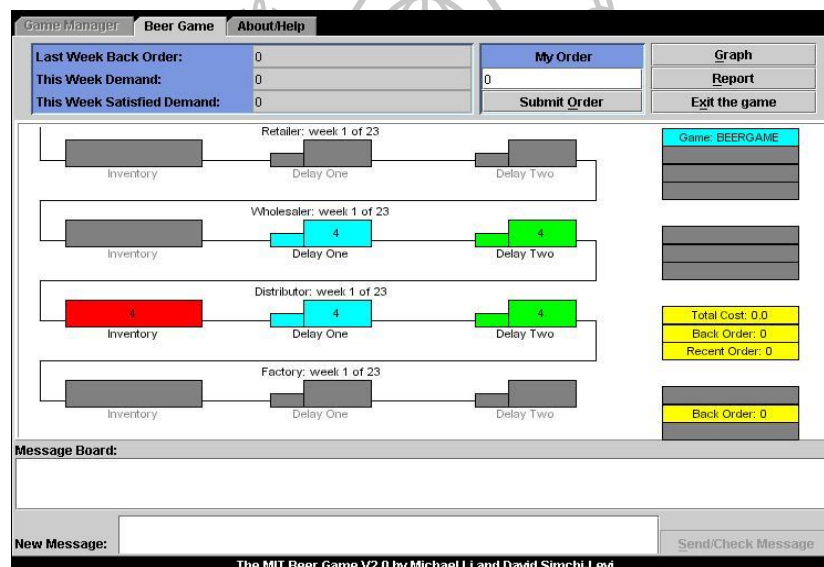 Game Manager Beer Game About/Help
Last Week Back Order: 0 My Order Graph
This Week Demand: 0 0 Report
This Week Satisfied Demand: 0 Submit Order Exit the game
Retailer: week 1 of 23 Game: BEERGAME
Inventory Delay One Delay Two
Wholesaler: week 1 of 23
4 4
Inventory Delay One Delay Two
Distributor: week 1 of 23
4 4 4 Total Cost: 0.0
Inventory Delay One Delay Two Back Order: 0
Recent Order: 0
Factory: week 1 of 23
Inventory Delay One Delay Two Back Order: 0
Message Board:
New Message: Send/Check Message
The MIT Beer Game V2.0 by Michael Li and David Simchi-Levi